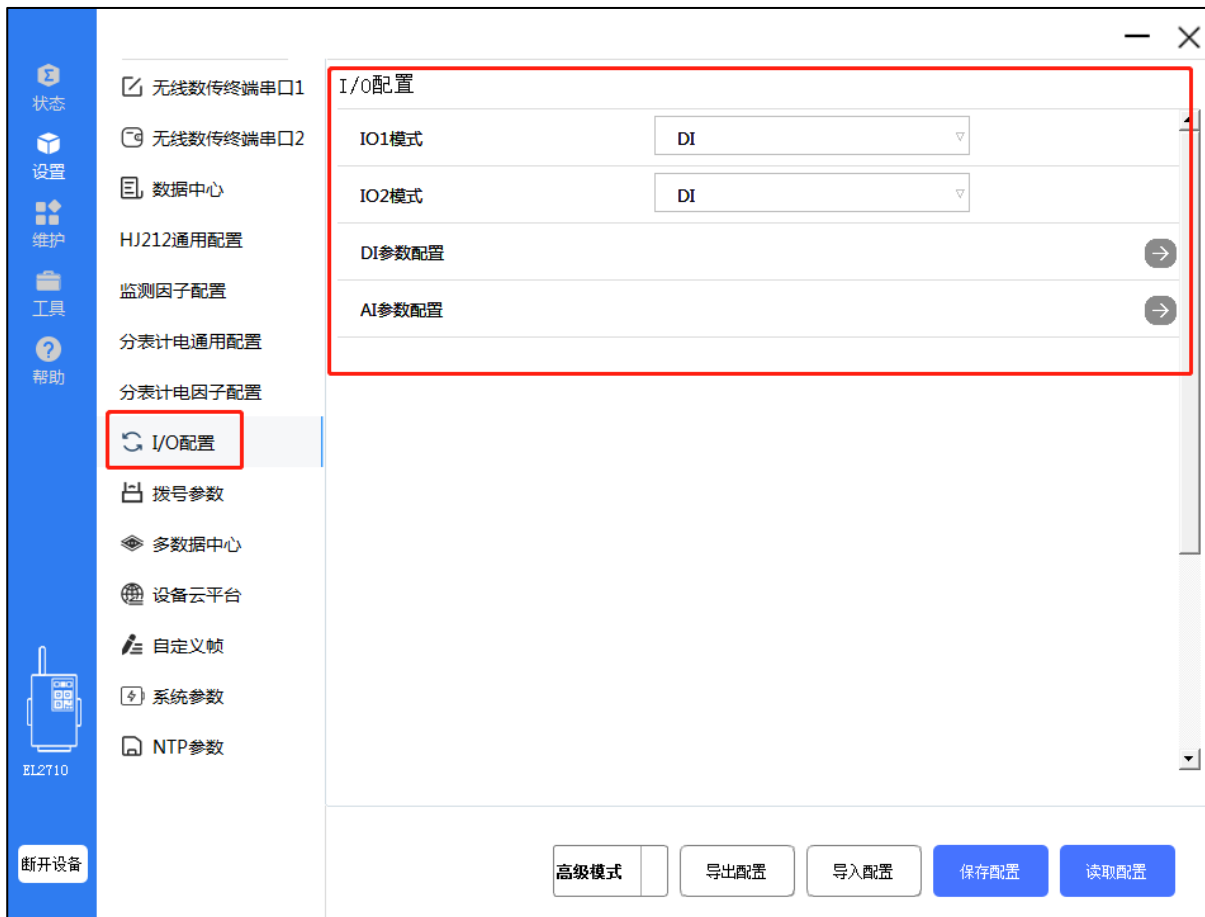 状态
设置
维护
工具
帮助
EL2710
断开设备
无线数传终端串口1
无线数传终端串口2
数据中心
HJ212通用配置
监测因子配置
分表计电通用配置
分表计电因子配置
I/O配置
拨号参数
多数据中心
设备云平台
自定义帧
系统参数
NTP参数
I/O配置
IO1模式 DI
IO2模式 DI
DI参数配置
AI参数配置
高级模式 导出配置 导入配置 保存配置 读取配置